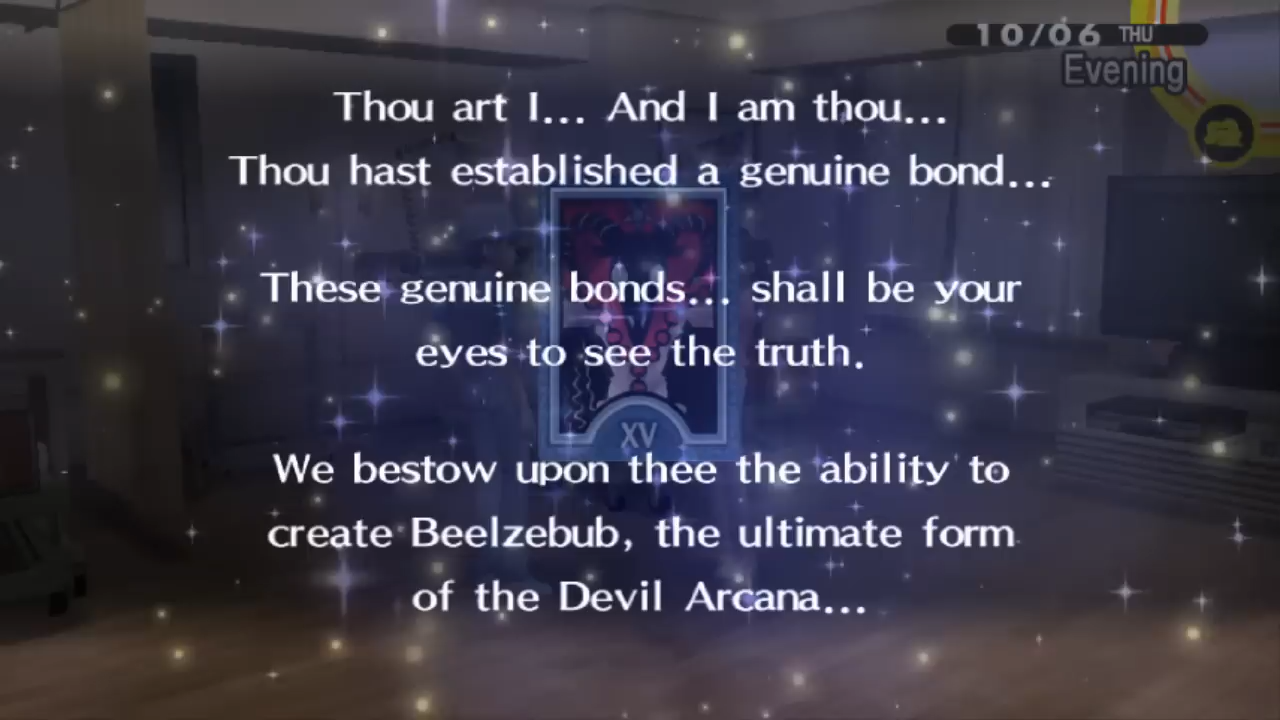 10/06 THU
Evening
Thou art I... And I am thou...
Thou hast established a genuine bond...
These genuine bonds... shall be your
eyes to see the truth.
XV
We bestow upon thee the ability to
create Beelzebub, the ultimate form
of the Devil Arcana...